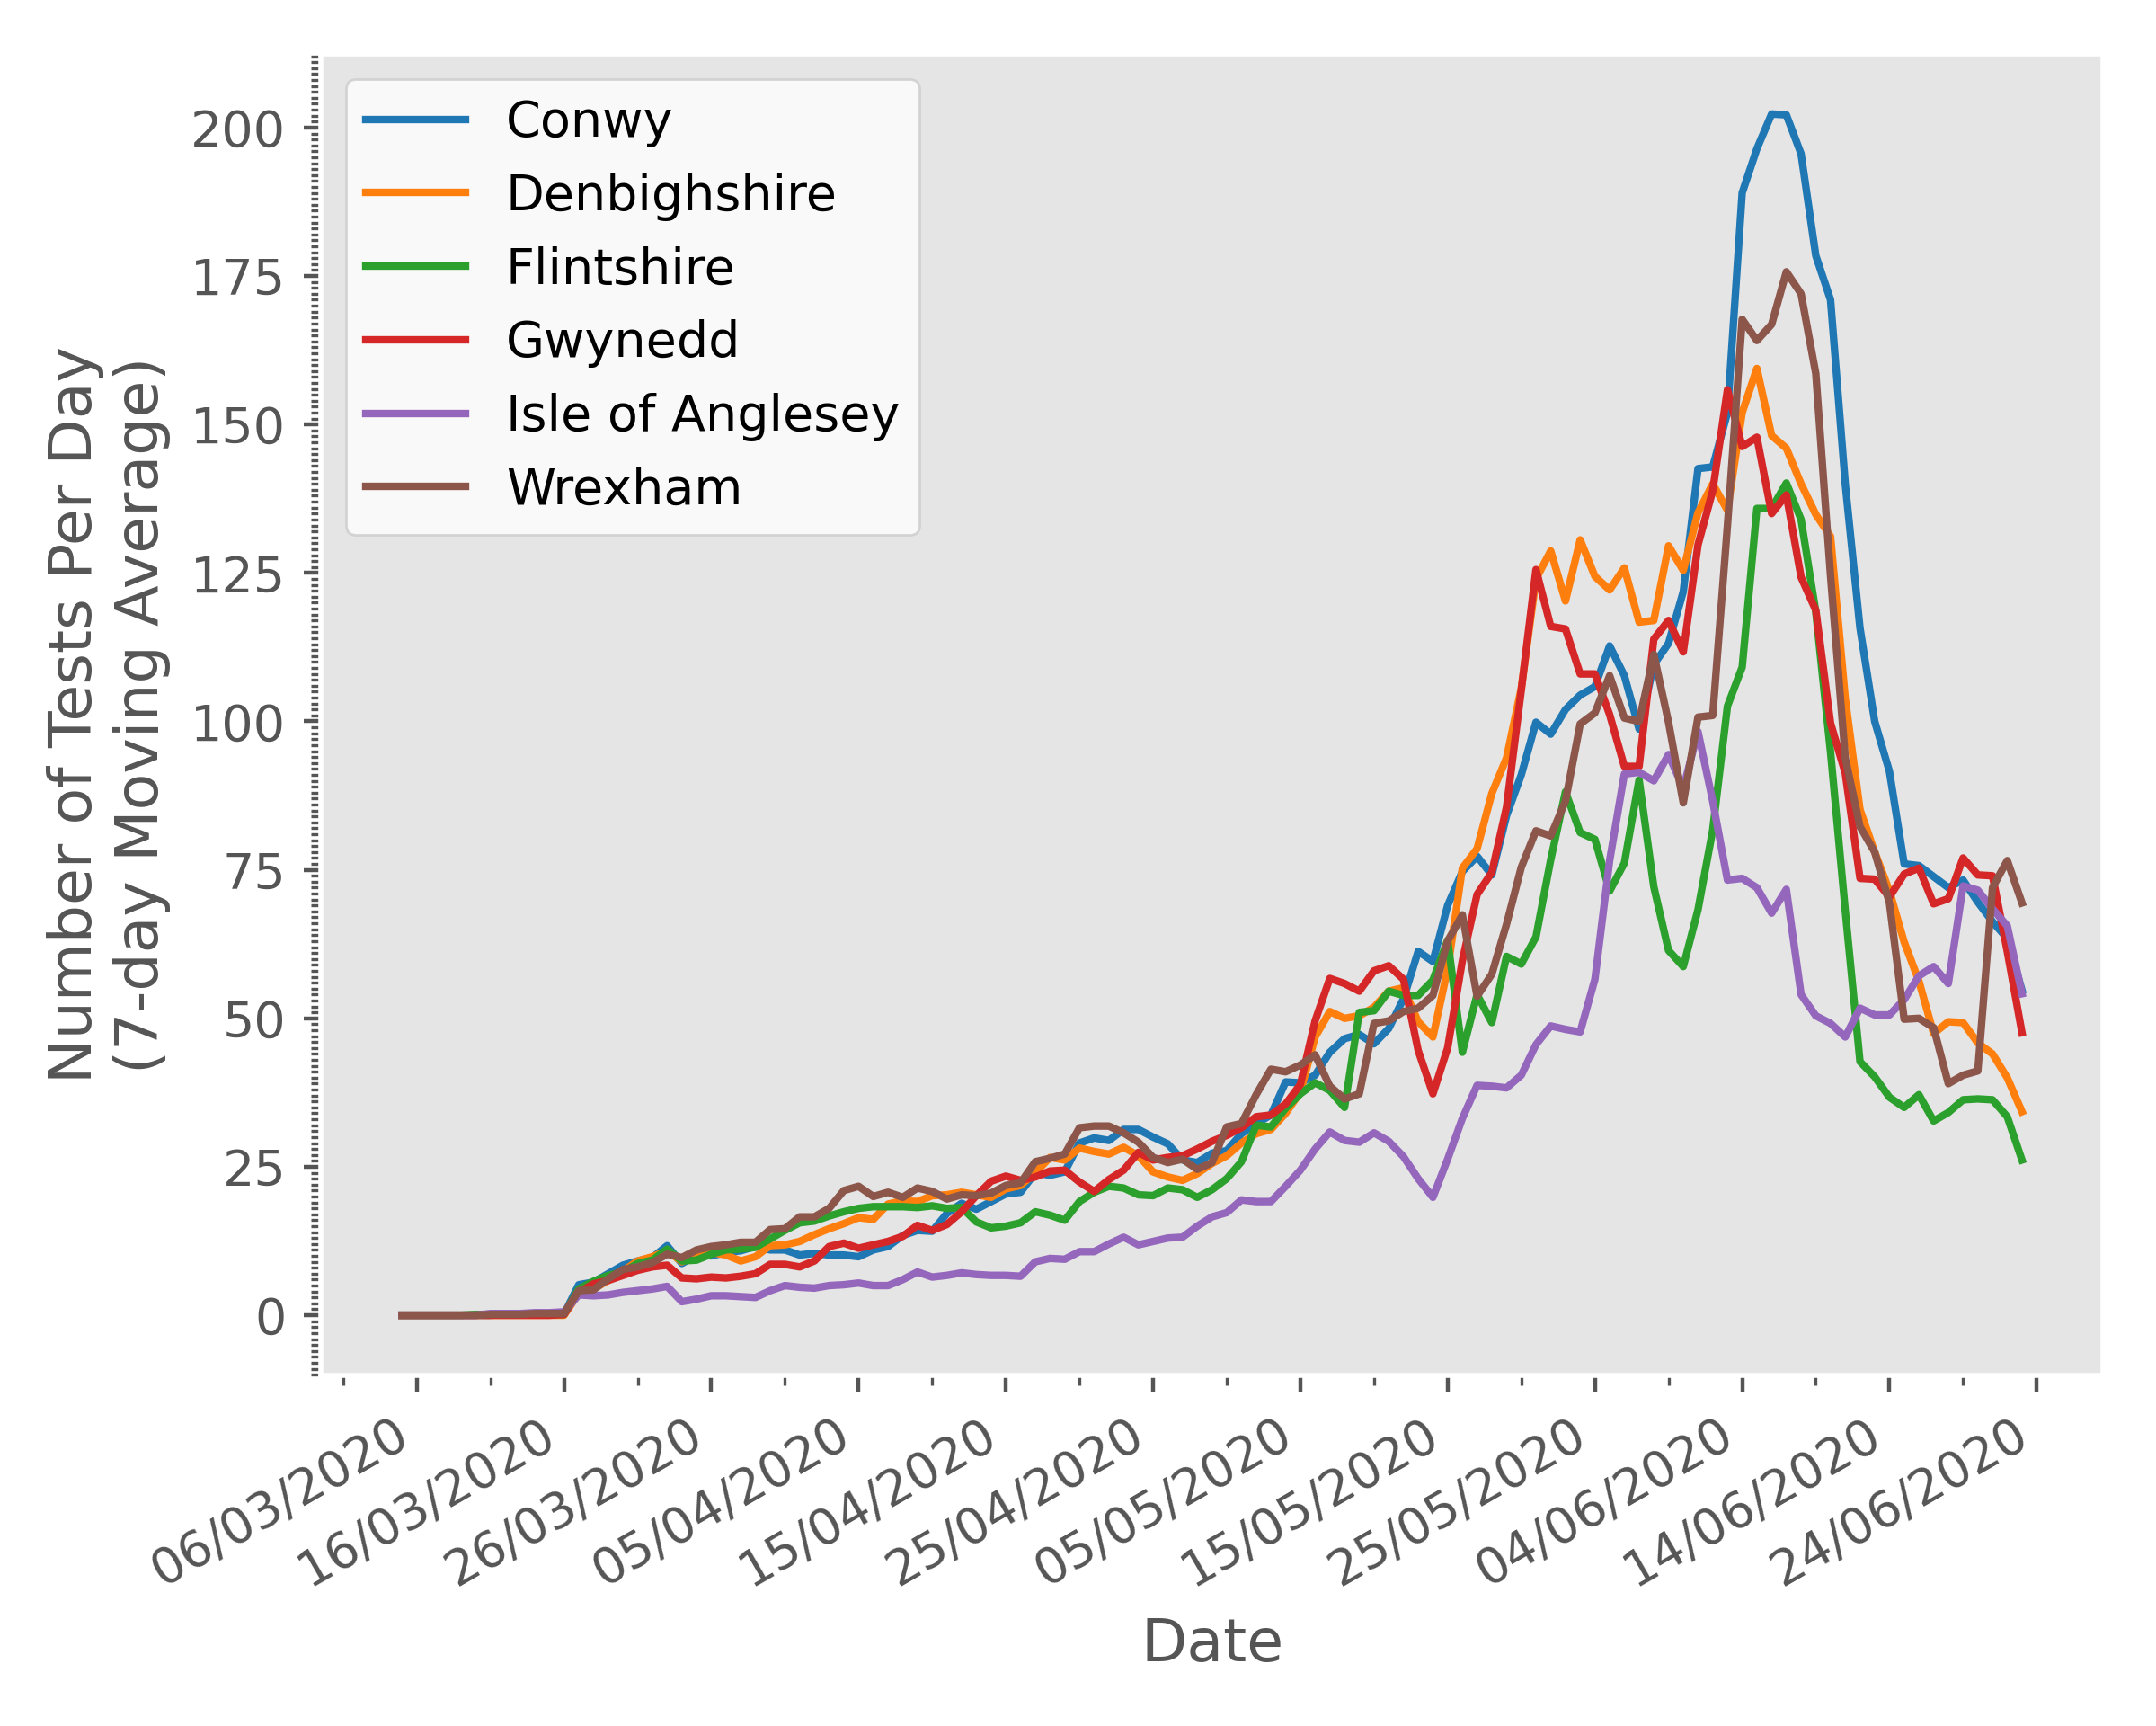 Conwy
Denbighshire
Flintshire
Gwynedd
Isle of Anglesey
Wrexham
200
175
150
125
100
75
50
25
0
Number of Tests Per Day
(7-day Moving Average)
06/03/2020
16/03/2020
26/03/2020
05/04/2020
15/04/2020
25/04/2020
05/05/2020
15/05/2020
25/05/2020
04/06/2020
14/06/2020
24/06/2020
Date